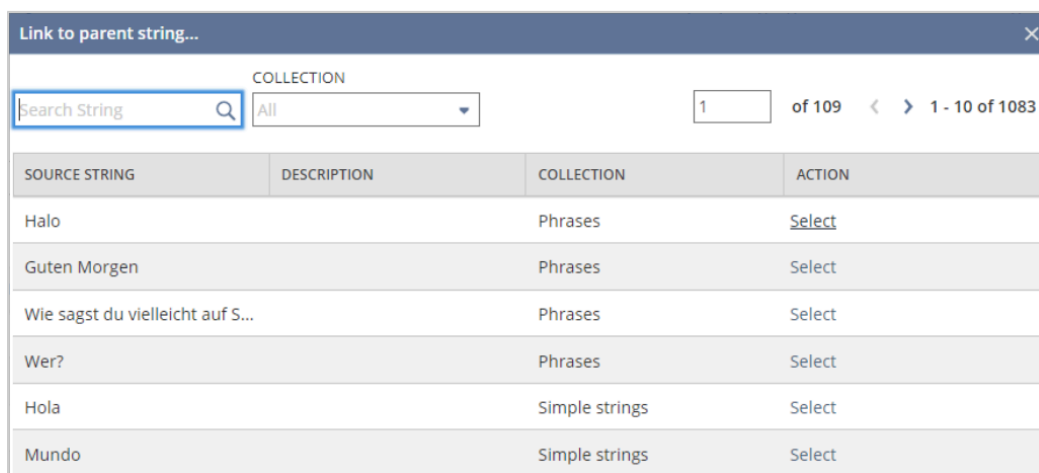 Link to parent string...
COLLECTION
Search String All 1 of 109 1 - 10 of 1083
SOURCE STRING DESCRIPTION COLLECTION ACTION
Halo Phrases Select
Guten Morgen Phrases Select
Wie sagst du vielleicht auf S... Phrases Select
Wer? Phrases Select
Hola Simple strings Select
Mundo Simple strings Select